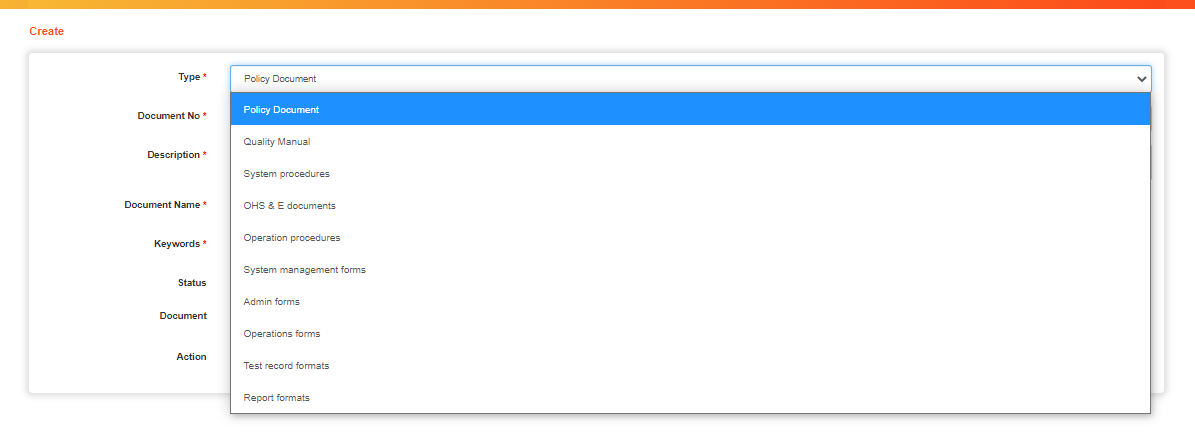 Create
Type *
Policy Document
Policy Document
Document No *
Quality Manual
Description *
System procedures
Document Name *
OHS & E documents
Keywords *
Operation procedures
System management forms
Status
Admin forms
Document
Operations forms
Action
Test record formats
Report formats